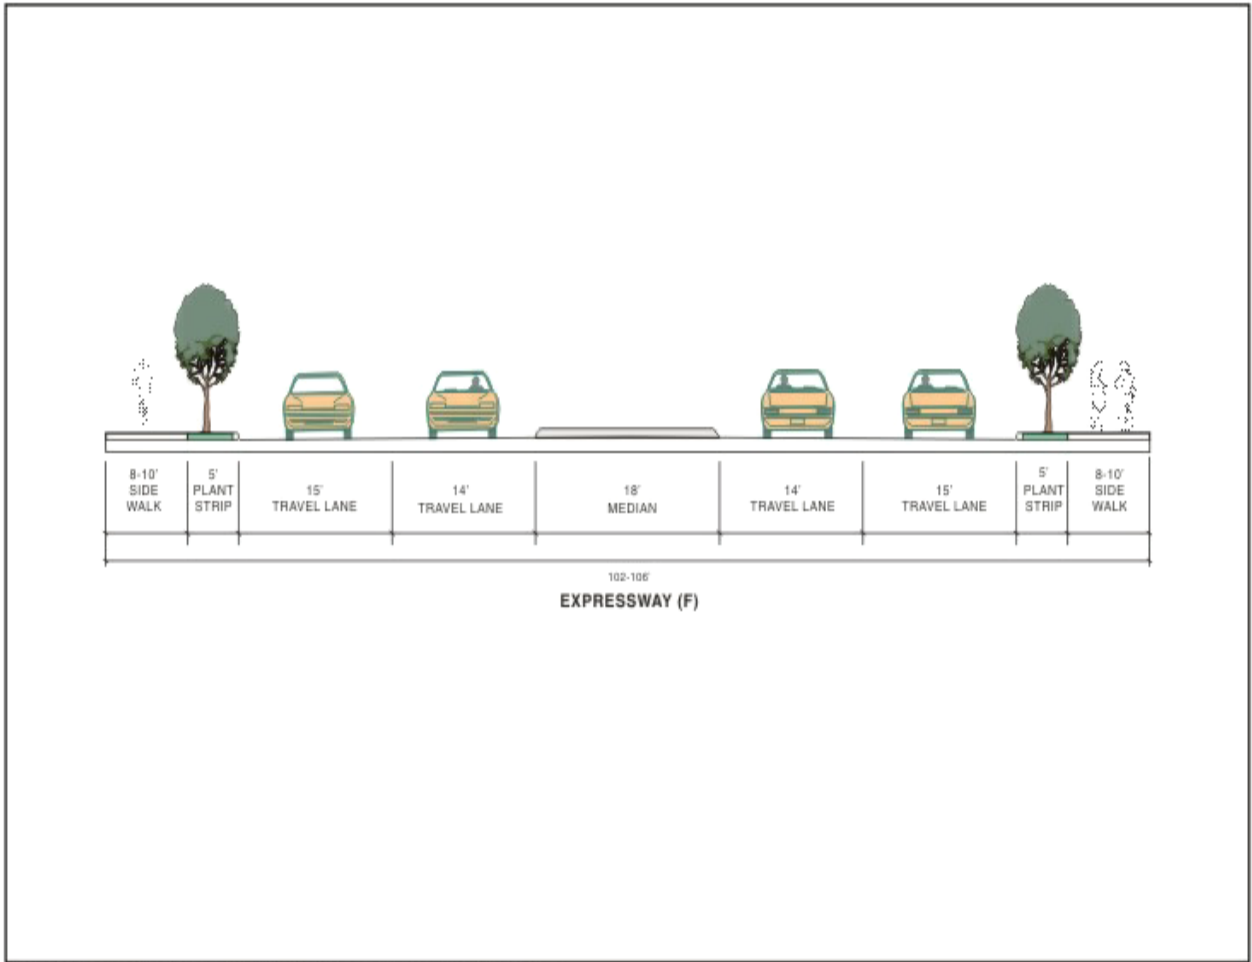 8-10'
SIDE
WALK
5'
PLANT
STRIP
15'
TRAVEL LANE
14'
TRAVEL LANE
18'
MEDIAN
14'
TRAVEL LANE
15'
TRAVEL LANE
5'
PLANT
STRIP
8-10'
SIDE
WALK
102-106'
EXPRESSWAY (F)